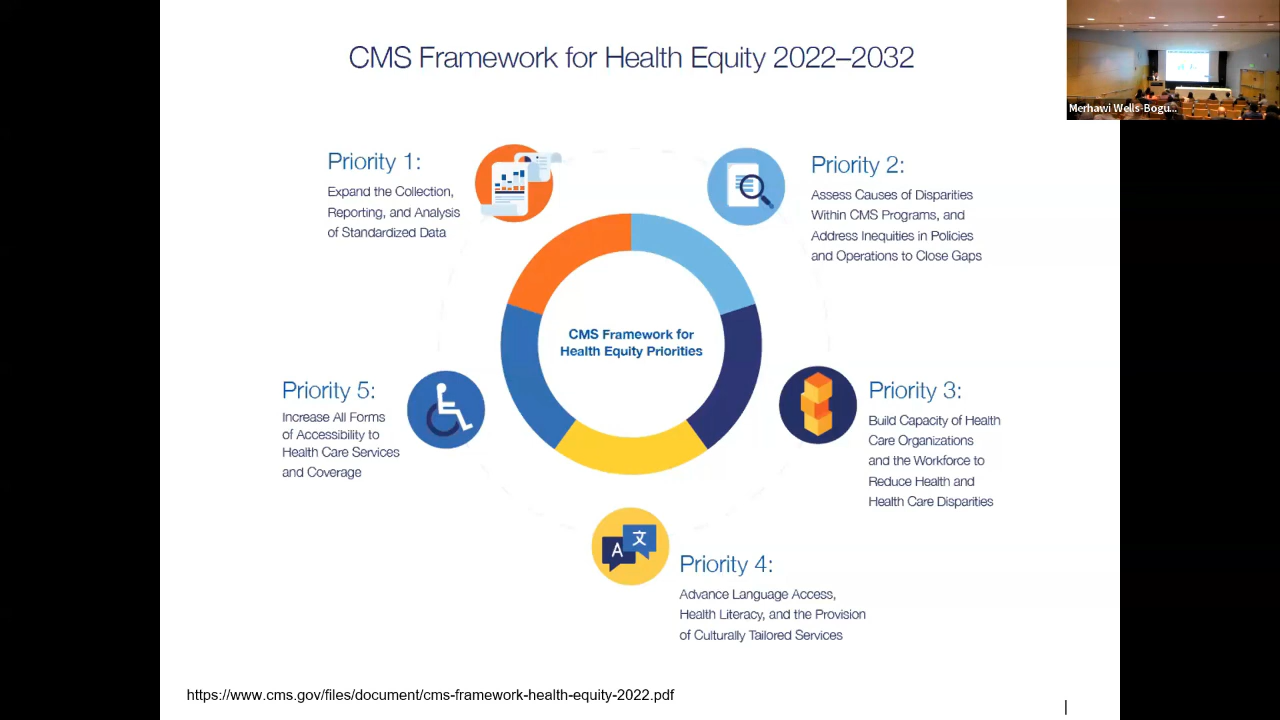 CMS Framework for Health Equity 2022–2032
Merhawi Wells-Bogu...
Priority 1:
Expand the Collection,
Reporting, and Analysis
of Standardized Data
Priority 2:
Assess Causes of Disparities
Within CMS Programs, and
Address Inequities in Policies
and Operations to Close Gaps
CMS Framework for
Health Equity Priorities
Priority 5:
Increase All Forms
of Accessibility to
Health Care Services
and Coverage
Priority 3:
Build Capacity of Health
Care Organizations
and the Workforce to
Reduce Health and
Health Care Disparities
A 文
Priority 4:
Advance Language Access,
Health Literacy, and the Provision
of Culturally Tailored Services
https://www.cms.gov/files/document/cms-framework-health-equity-2022.pdf